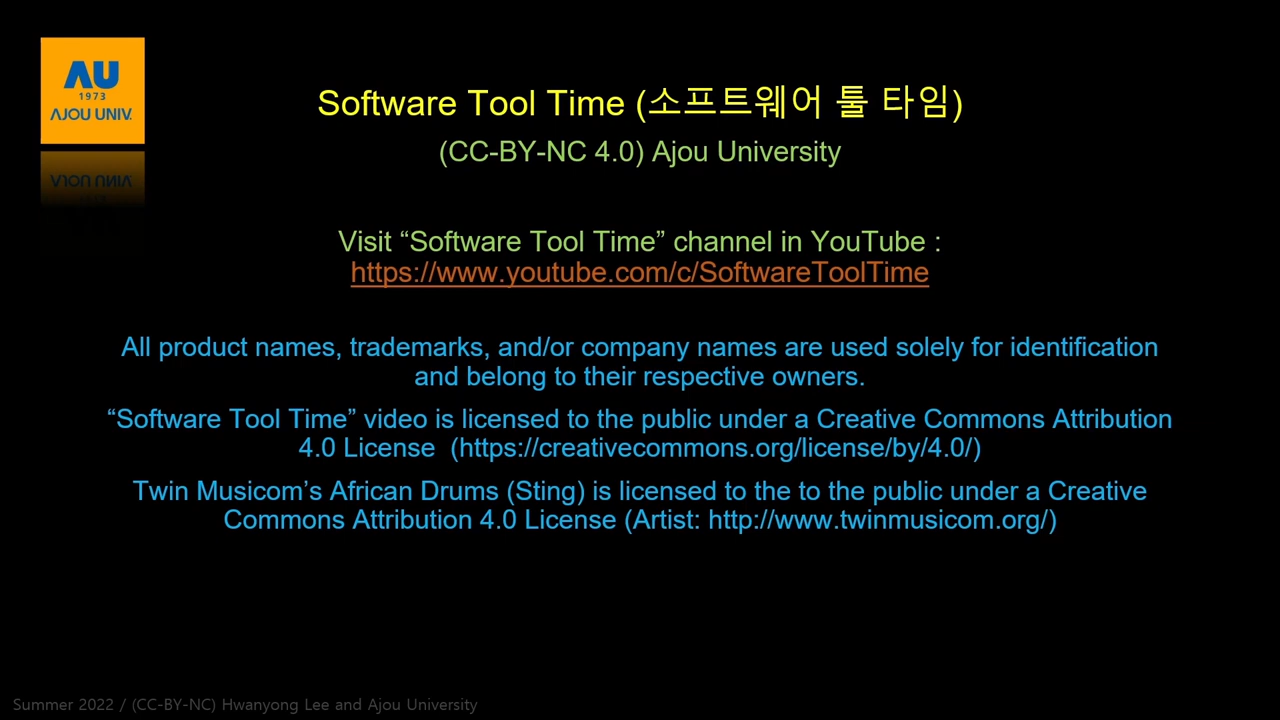 AU
1973
AJOU UNIV.
Software Tool Time (소프트웨어 툴 타임)
(CC-BY-NC 4.0) Ajou University
Visit “Software Tool Time” channel in YouTube :
https://www.youtube.com/c/SoftwareToolTime
All product names, trademarks, and/or company names are used solely for identification
and belong to their respective owners.
“Software Tool Time” video is licensed to the public under a Creative Commons Attribution
4.0 License  (https://creativecommons.org/license/by/4.0/)
Twin Musicom’s African Drums (Sting) is licensed to the to the public under a Creative
Commons Attribution 4.0 License (Artist: http://www.twinmusicom.org/)
Summer 2022 / (CC-BY-NC) Hwanyong Lee and Ajou University